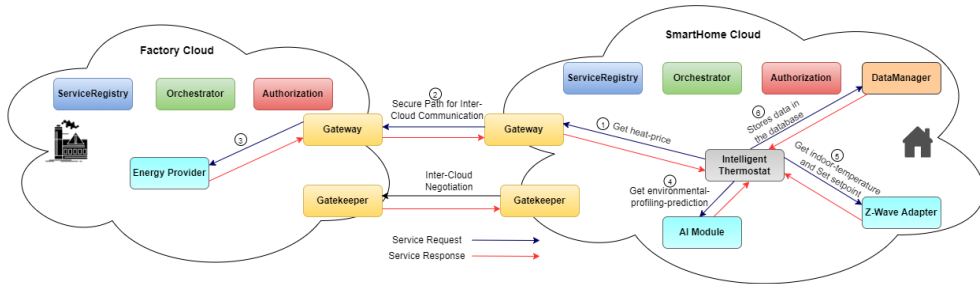 Factory Cloud
SmartHome Cloud
ServiceRegistry
Orchestrator
Authorization
ServiceRegistry
Orchestrator
Authorization
DataManager
2
Secure Path for Inter-
Cloud Communication
Gateway
Gateway
1 Get heat-price
6
Stores data in
the database
3
Energy Provider
Intelligent
Thermostat
5
Get indoor-temperature
and Set setpoint
4
Get environmental-
profiling-prediction
Inter-Cloud
Negotiation
Gatekeeper
Gatekeeper
AI Module
Z-Wave Adapter
Service Request
Service Response